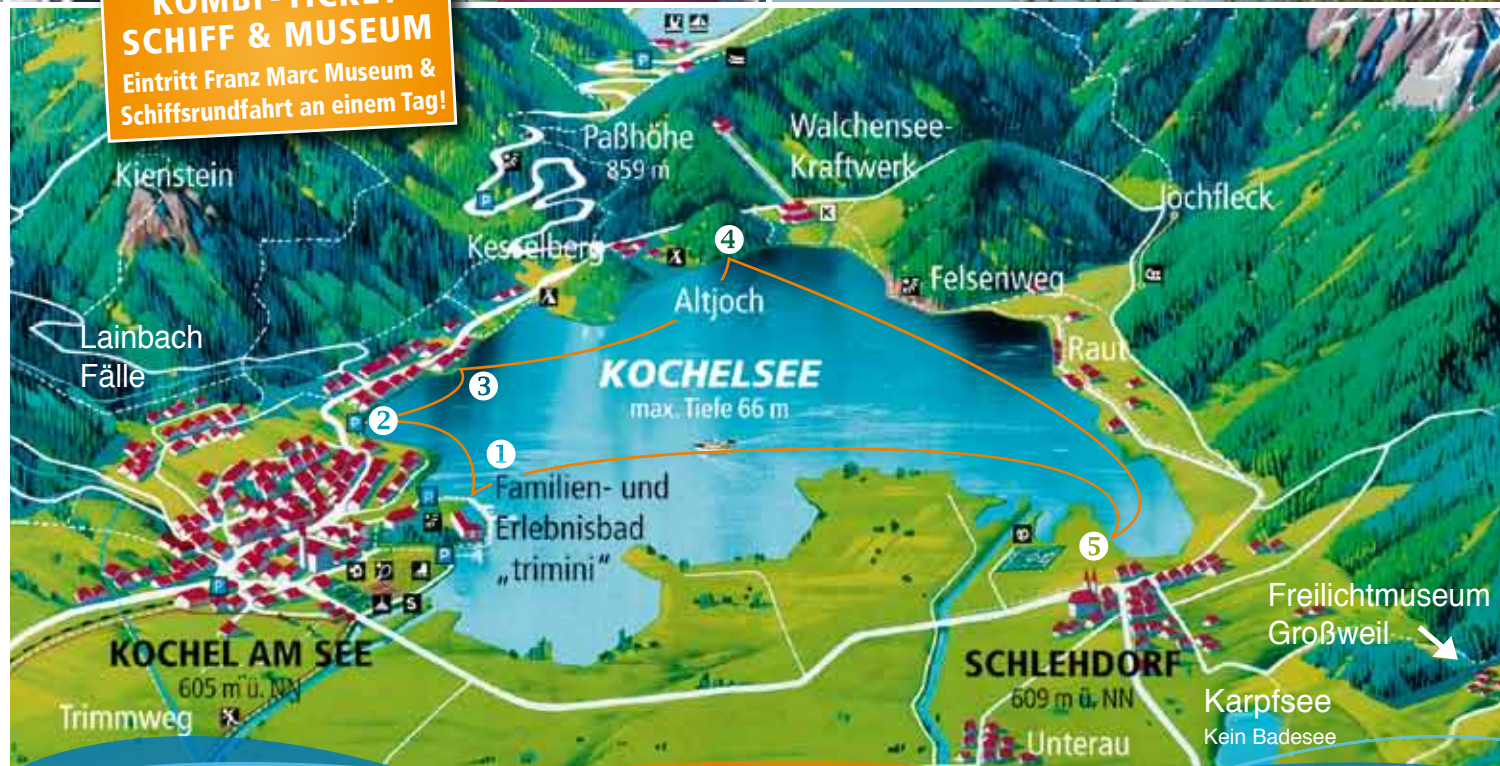 KOMBI-TICKET
SCHIFF & MUSEUM
Eintritt Franz Marc Museum &
Schiffsrundfahrt an einem Tag!
P
Paßhöhe
859 m
Walchensee-
Kraftwerk
Kienstein
P
K
Jochfleck
Kesselberg
4
Felsenweg
Altjoch
Lainbach
Fälle
Raut
KOCHELSEE
max. Tiefe 66 m
3
P
2
1
Familien- und
Erlebnisbad
„trimini“
P
P
5
P
S
Freilichtmuseum
Großweil
KOCHEL AM SEE
605 m ü. NN
SCHLEHDORF
609 m ü. NN
Karpfsee
Kein Badesee
Trimmweg
Unterau